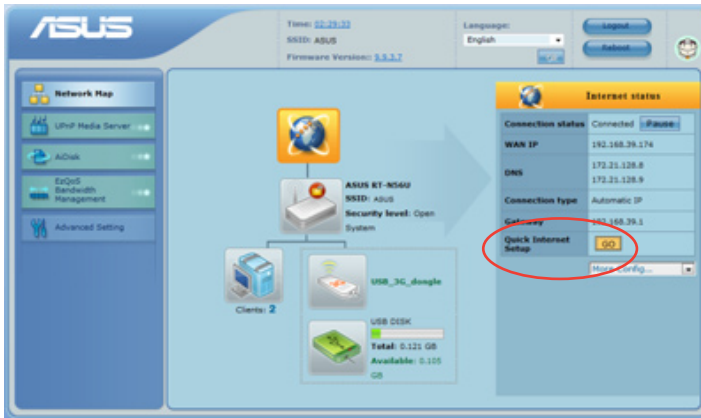 ASUS
Time: 02:29:33
SSID: ASUS
Firmware Version:: 1.1.2.7
Language:
English
Logout
Reboot
Network Map
UPnP Media Server
AiDisk
EzQoS
Bandwidth
Management
Advanced Setting
ASUS RT-N56U
SSID: ASUS
Security level: Open
System
Clients: 2
USB_3G_dongle
USB DISK
Total: 0.121 GB
Available: 0.105
GB
Internet status
Connection status Connected Pause
WAN IP 192.168.39.174
DNS 172.21.128.8
172.21.128.9
Connection type Automatic IP
Gateway 192.168.39.1
Quick Internet
Setup GO
More Config...